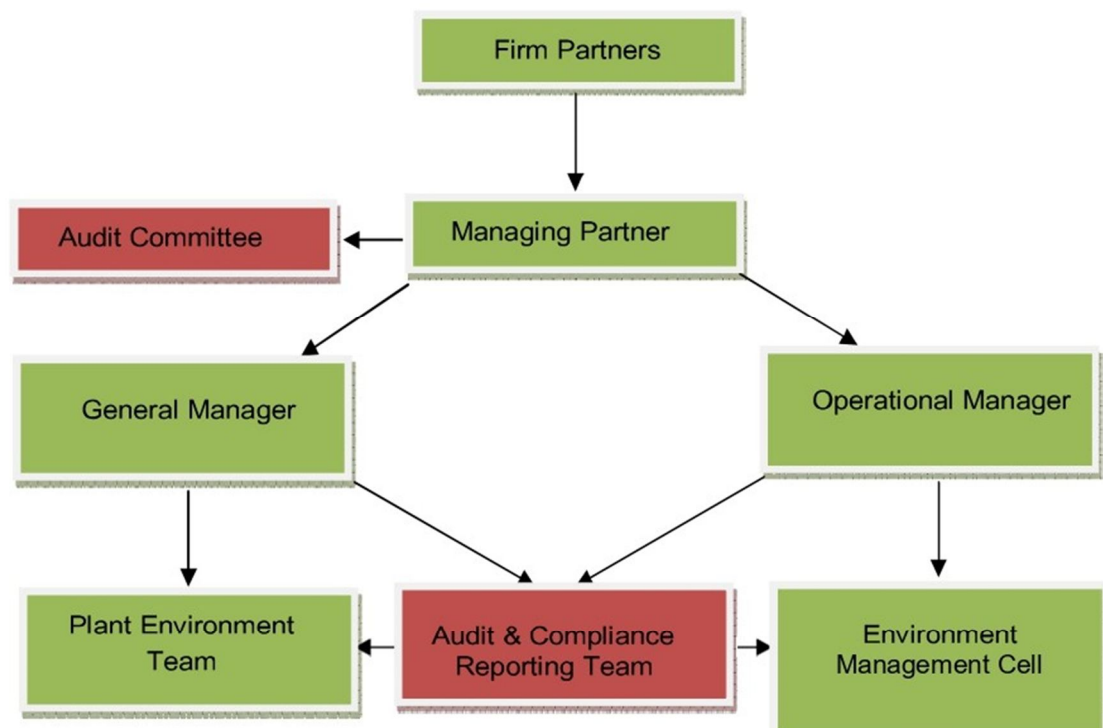 Firm Partners
Audit Committee
Managing Partner
General Manager
Operational Manager
Plant Environment
Team
Audit & Compliance
Reporting Team
Environment
Management Cell